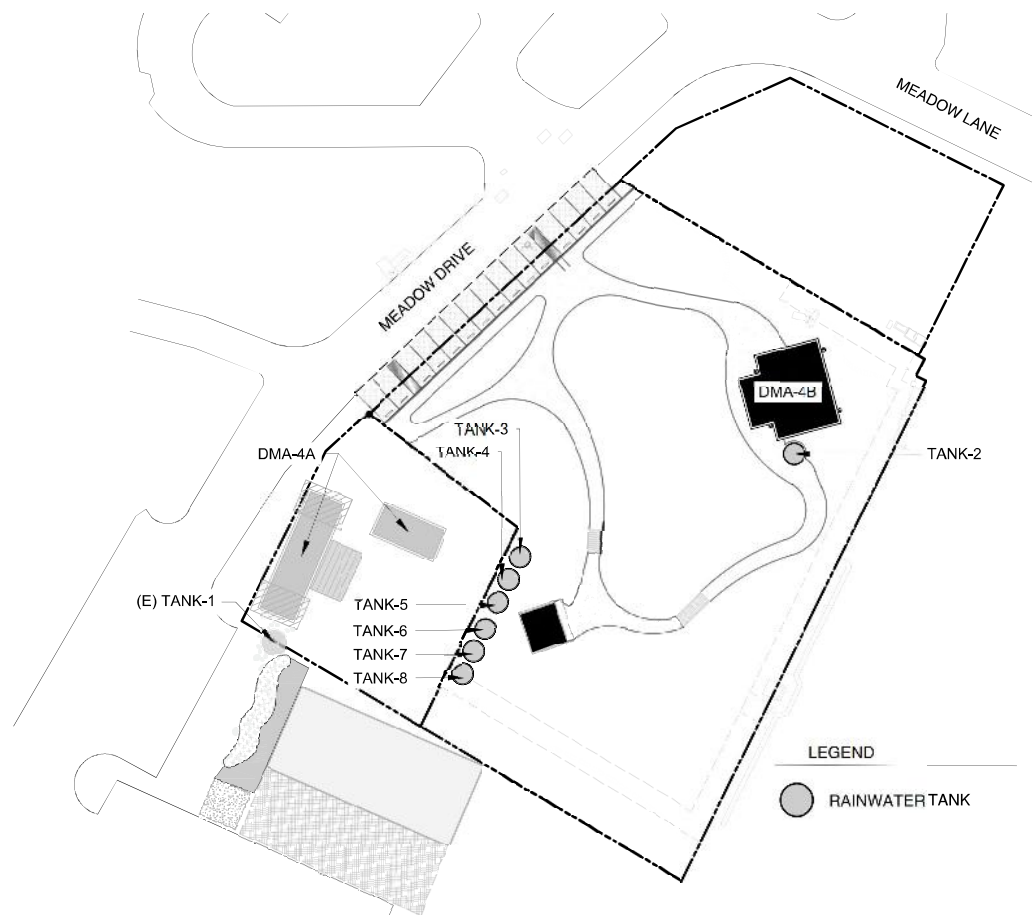 MEADOW LANE
MEADOW DRIVE
DMA-4B
TANK-3
TANK-4
DMA-4A
TANK-2
(E) TANK-1
TANK-5
TANK-6
TANK-7
TANK-8
LEGEND
RAINWATER TANK